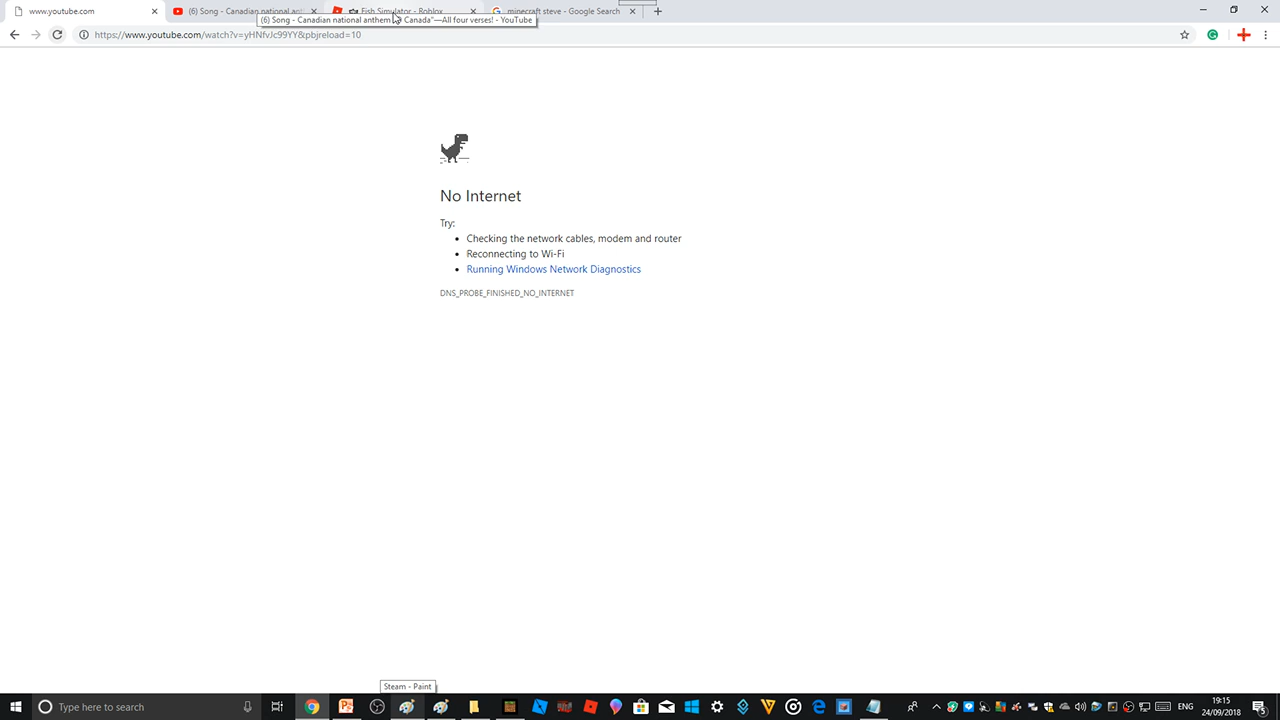 www.youtube.com
(6) Song - Canadian national an
Fish Simulator - Roblox
minecraft steve - Google Search
(6) Song - Canadian national anthem Canada"—All four verses! - YouTube
https://www.youtube.com/watch?v=yHNfvJc99YY&pbjreload=10
No Internet
Try:
• Checking the network cables, modem and router
• Reconnecting to Wi-Fi
• Running Windows Network Diagnostics
DNS_PROBE_FINISHED_NO_INTERNET
Steam - Paint
Type here to search
ENG
19:15
24/09/2018